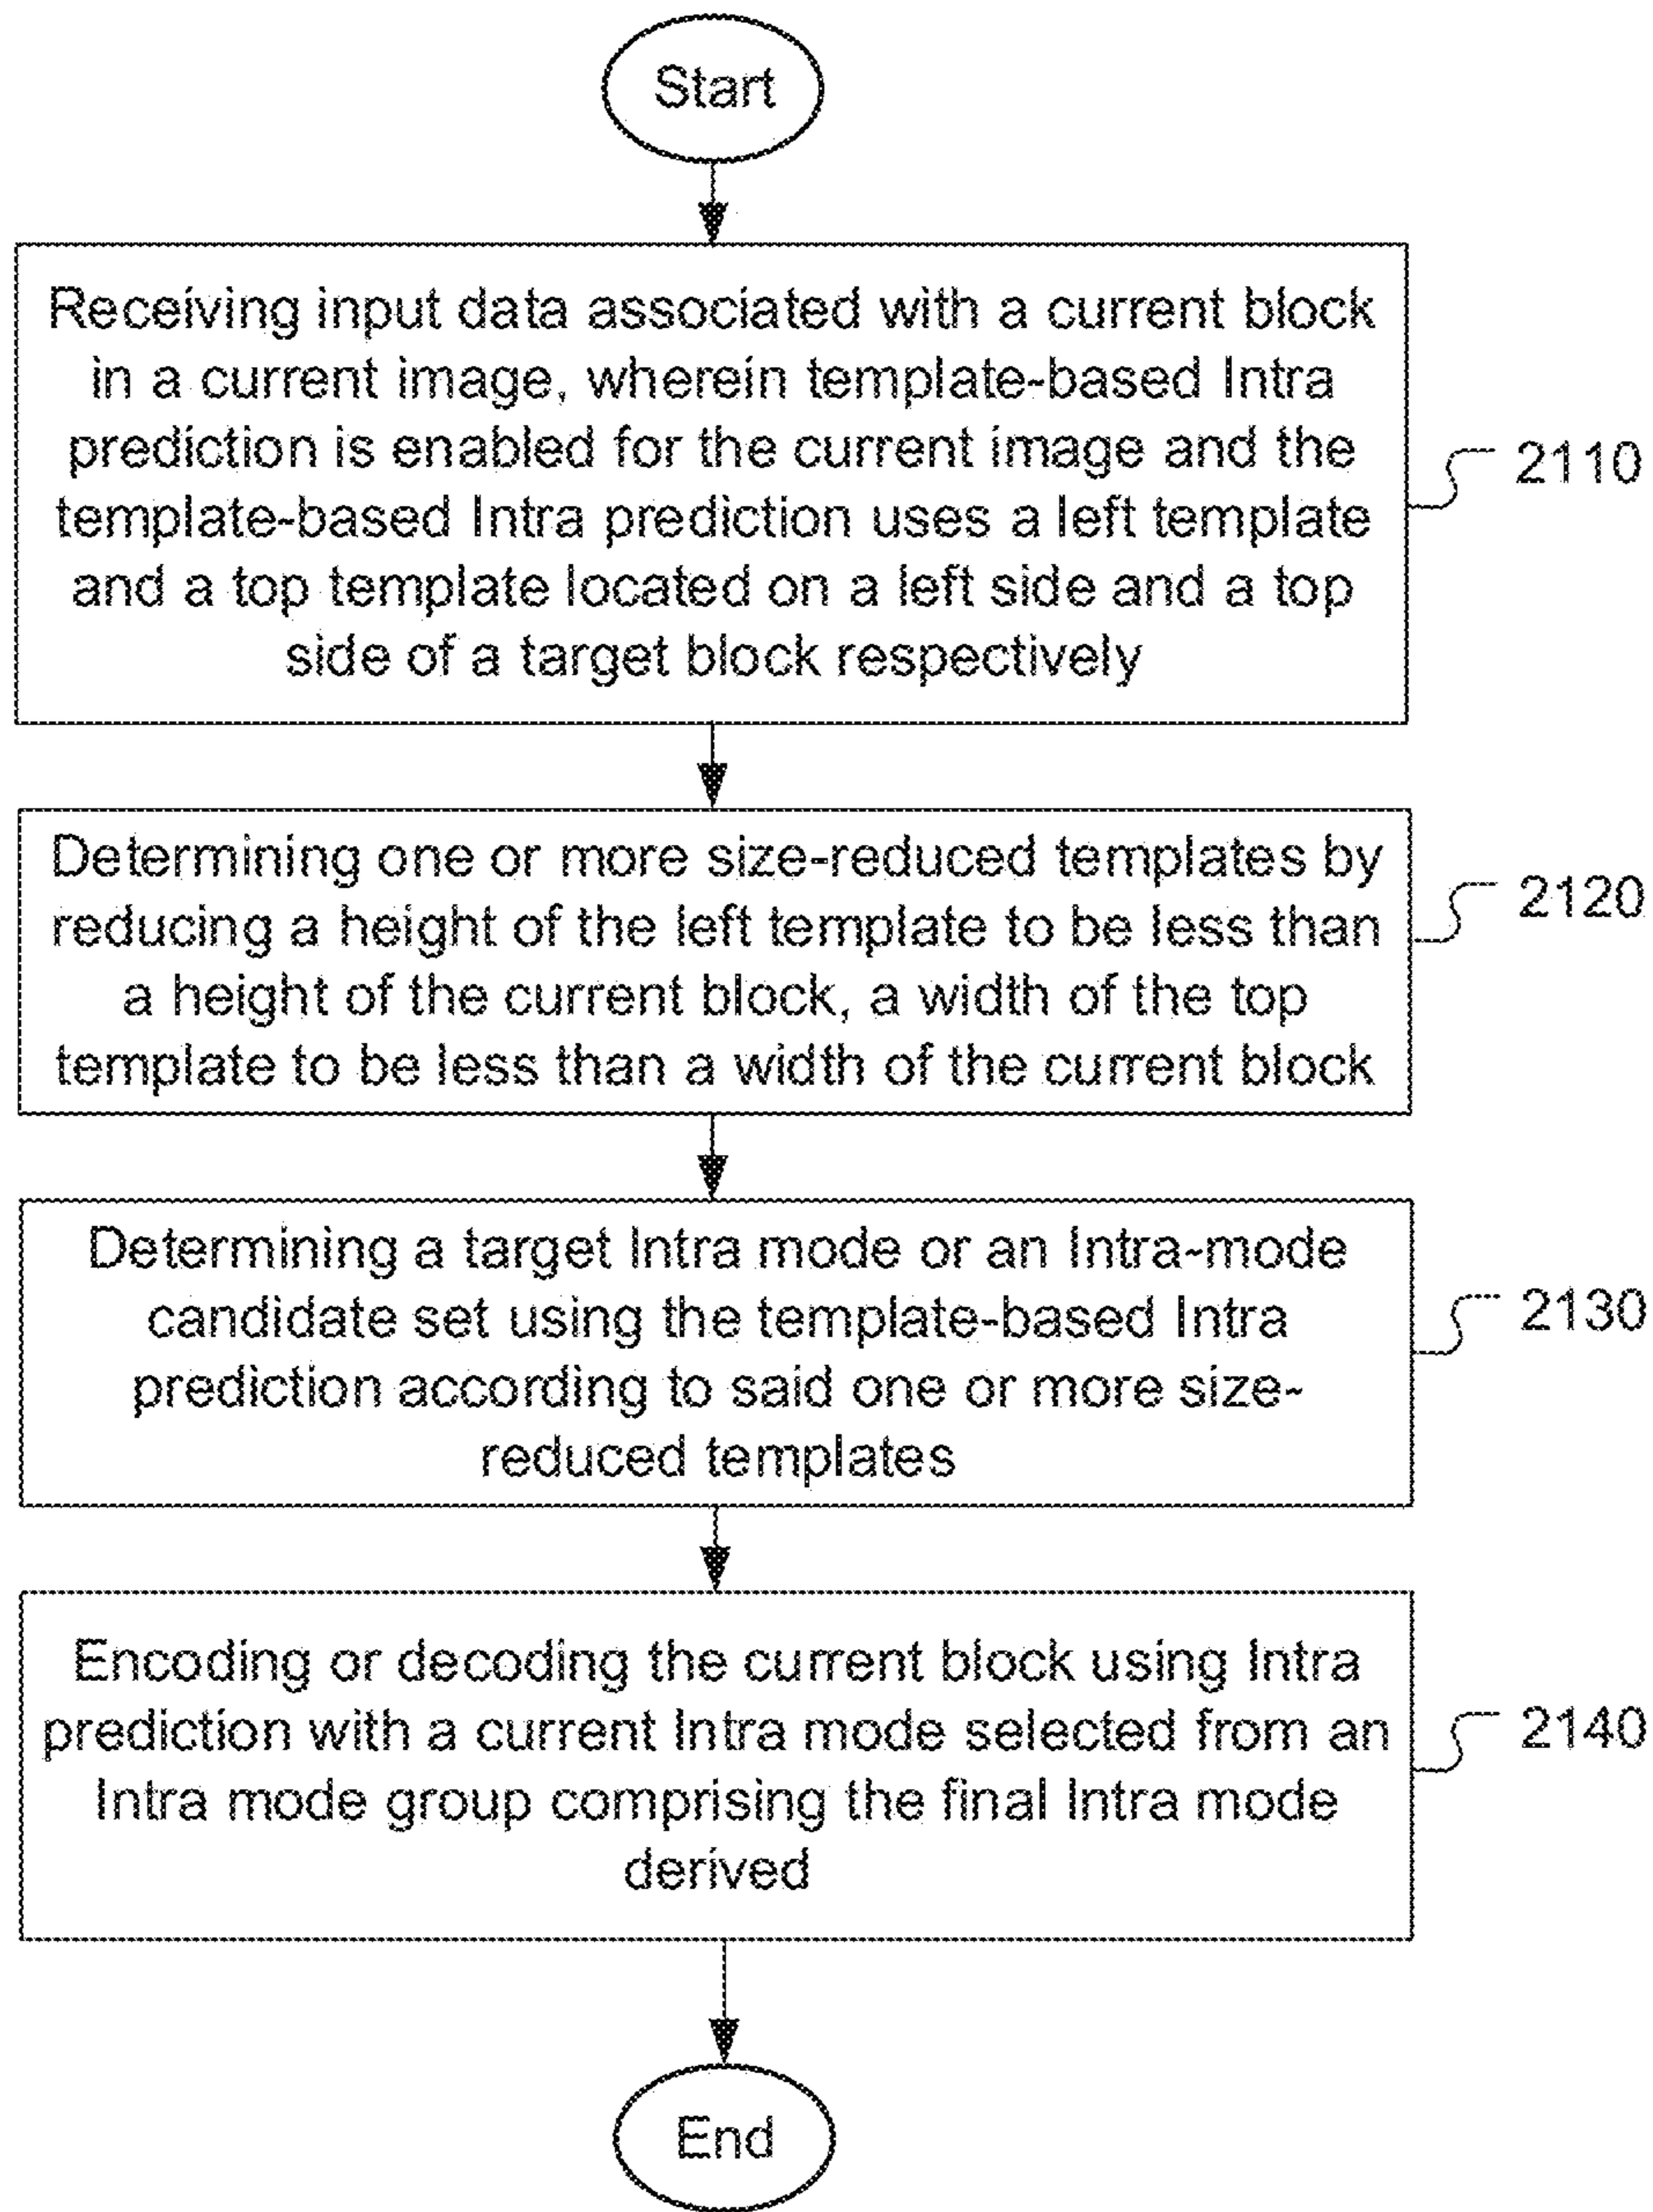 Start
Receiving input data associated with a current block
in a current image, wherein template-based Intra
prediction is enabled for the current image and the
template-based Intra prediction uses a left template
and a top template located on a left side and a top
side of a target block respectively
2110
Determining one or more size-reduced templates by
reducing a height of the left template to be less than
a height of the current block, a width of the top
template to be less than a width of the current block
2120
Determining a target Intra mode or an Intra-mode
candidate set using the template-based Intra
prediction according to said one or more size-
reduced templates
2130
Encoding or decoding the current block using Intra
prediction with a current Intra mode selected from an
Intra mode group comprising the final Intra mode
derived
2140
End